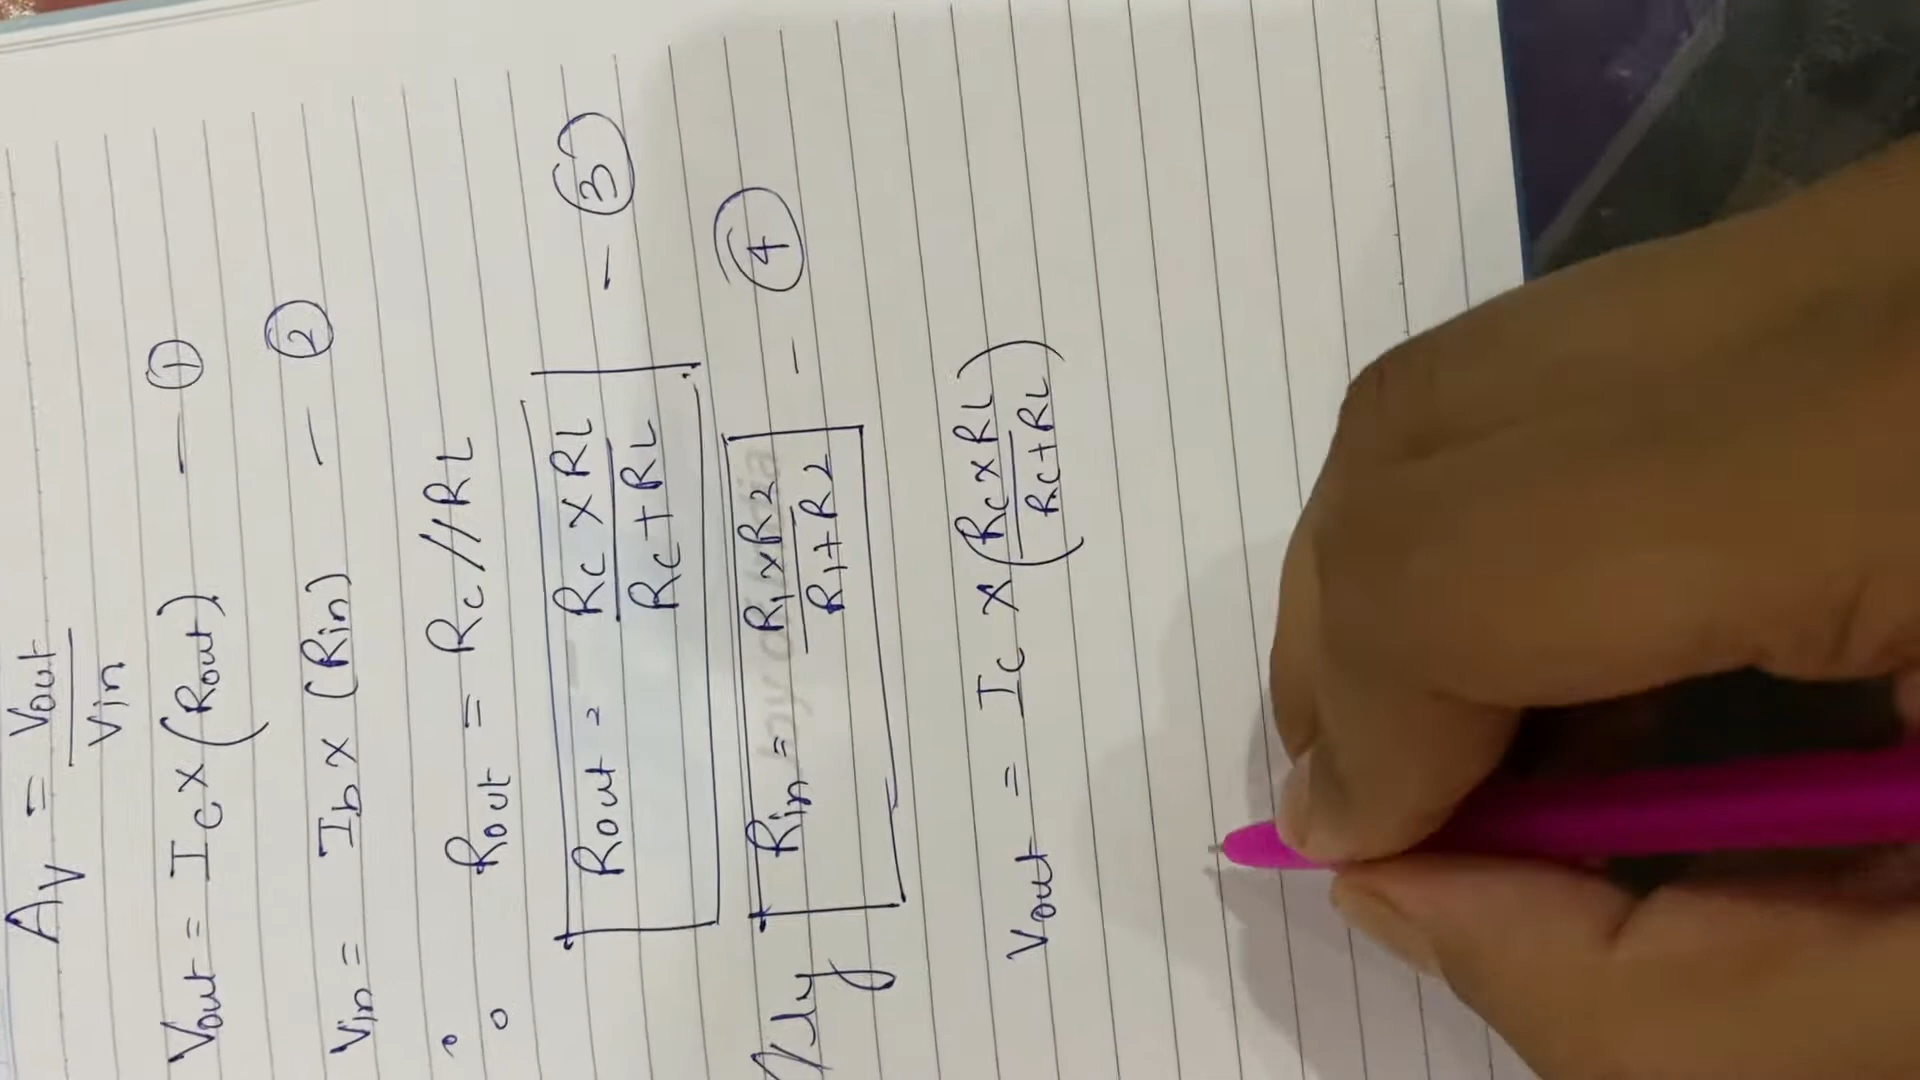 Av = Vout / Vin
Vout = Ic x (Rout) - ①
Vin = Ib x (Rin) - ②
∴ Rout = Rc // RL
Rout = Rc x RL / Rc + RL - ③
lly Rin = R1 x R2 / R1 + R2 - ④
Vout = Ic x (Rc x RL / Rc + RL)